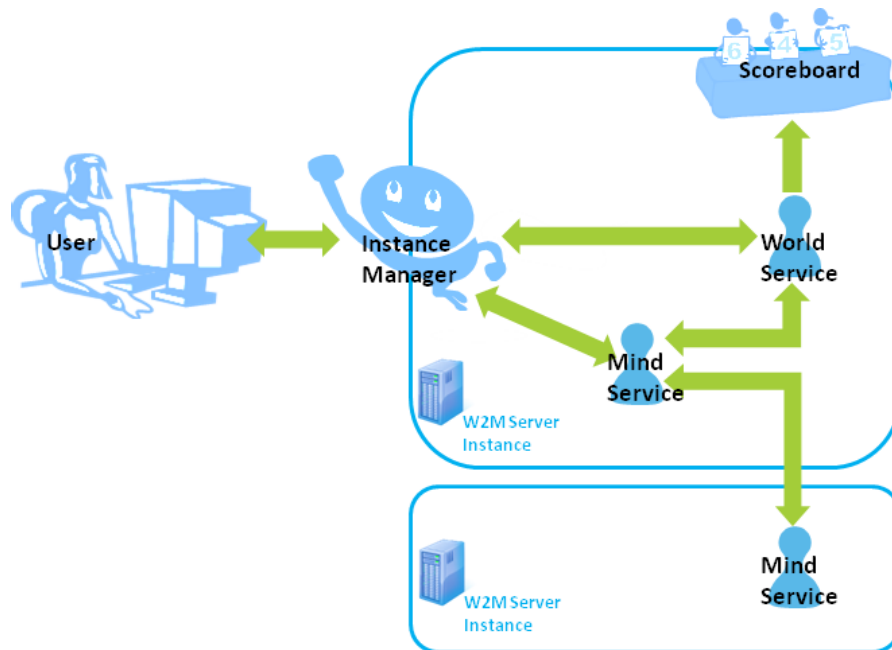 6 4 5
Scoreboard
User
Instance
Manager
World
Service
Mind
Service
W2M Server
Instance
Mind
Service
W2M Server
Instance